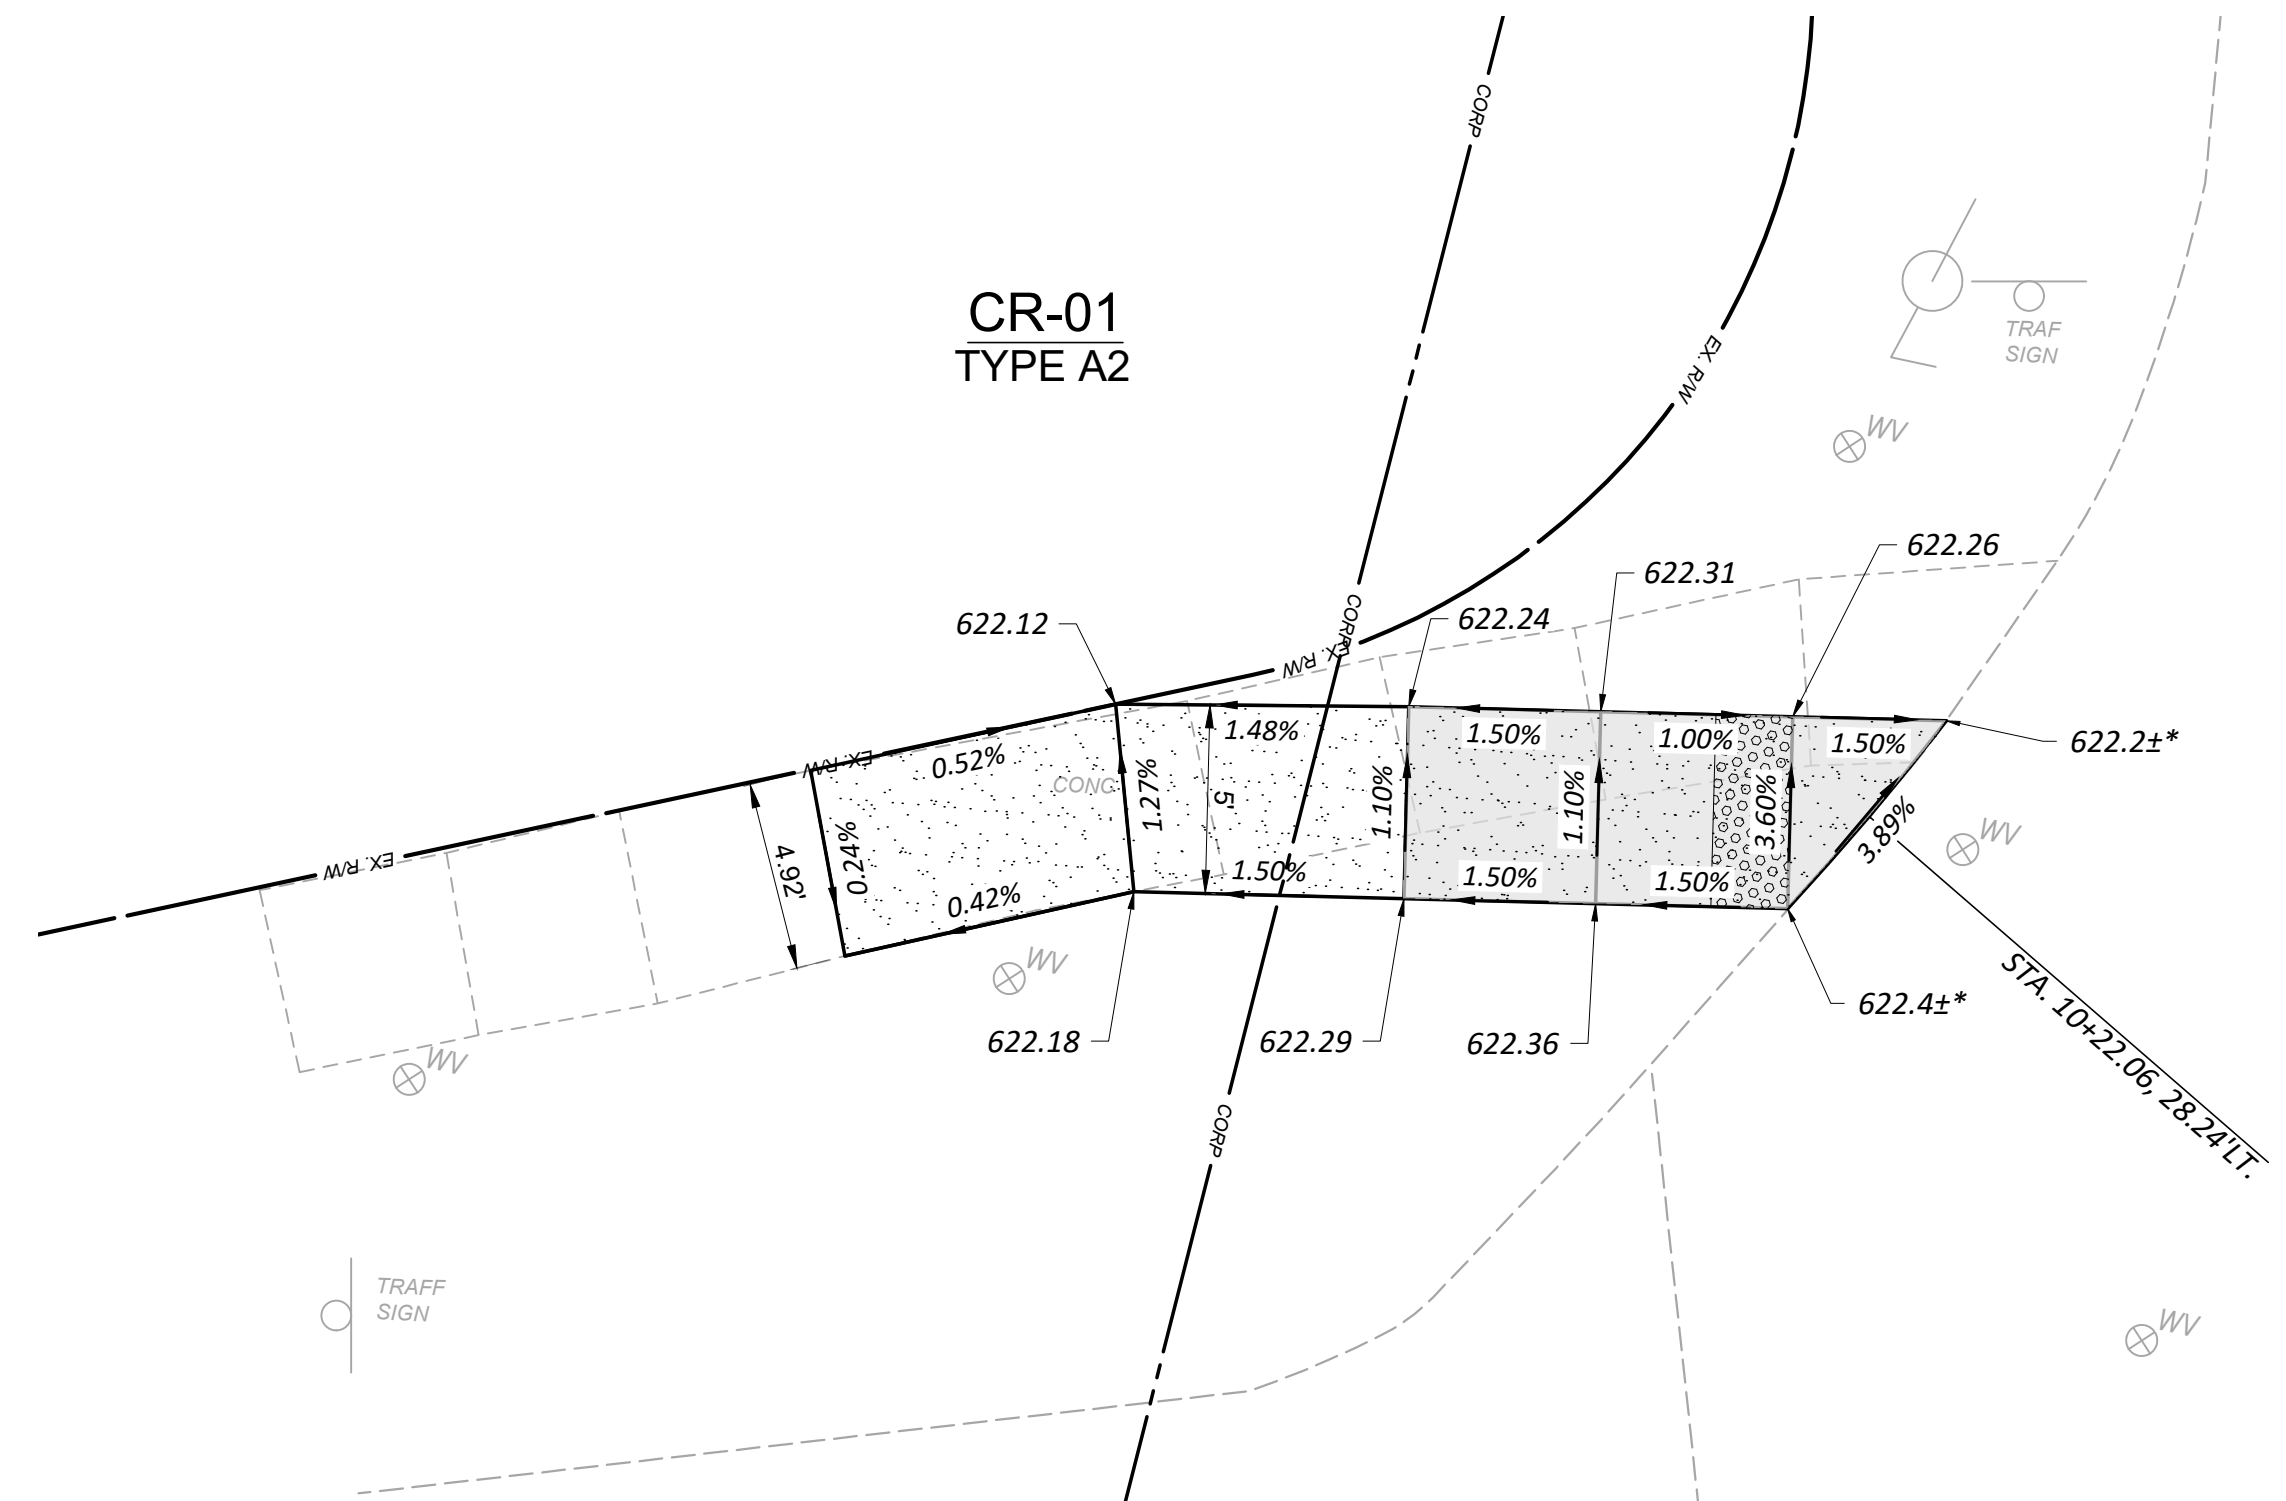 CORP
CR-01
TYPE A2
TRAF
SIGN
EX. R/W
WV
622.26
622.31
622.24
622.12
CORP
EX. R/W
1.48%
1.50%
1.00%
1.50%
622.2±*
EX. R/W
0.52%
CONC
1.27%
5'
1.10%
1.10%
3.60%
3.89%
WV
EX. R/W
4.92'
0.24%
0.42%
1.50%
1.50%
1.50%
WV
622.18
622.29
622.36
622.4±*
STA. 10+22.06, 28.24'LT.
WV
CORP
TRAFF
SIGN
WV